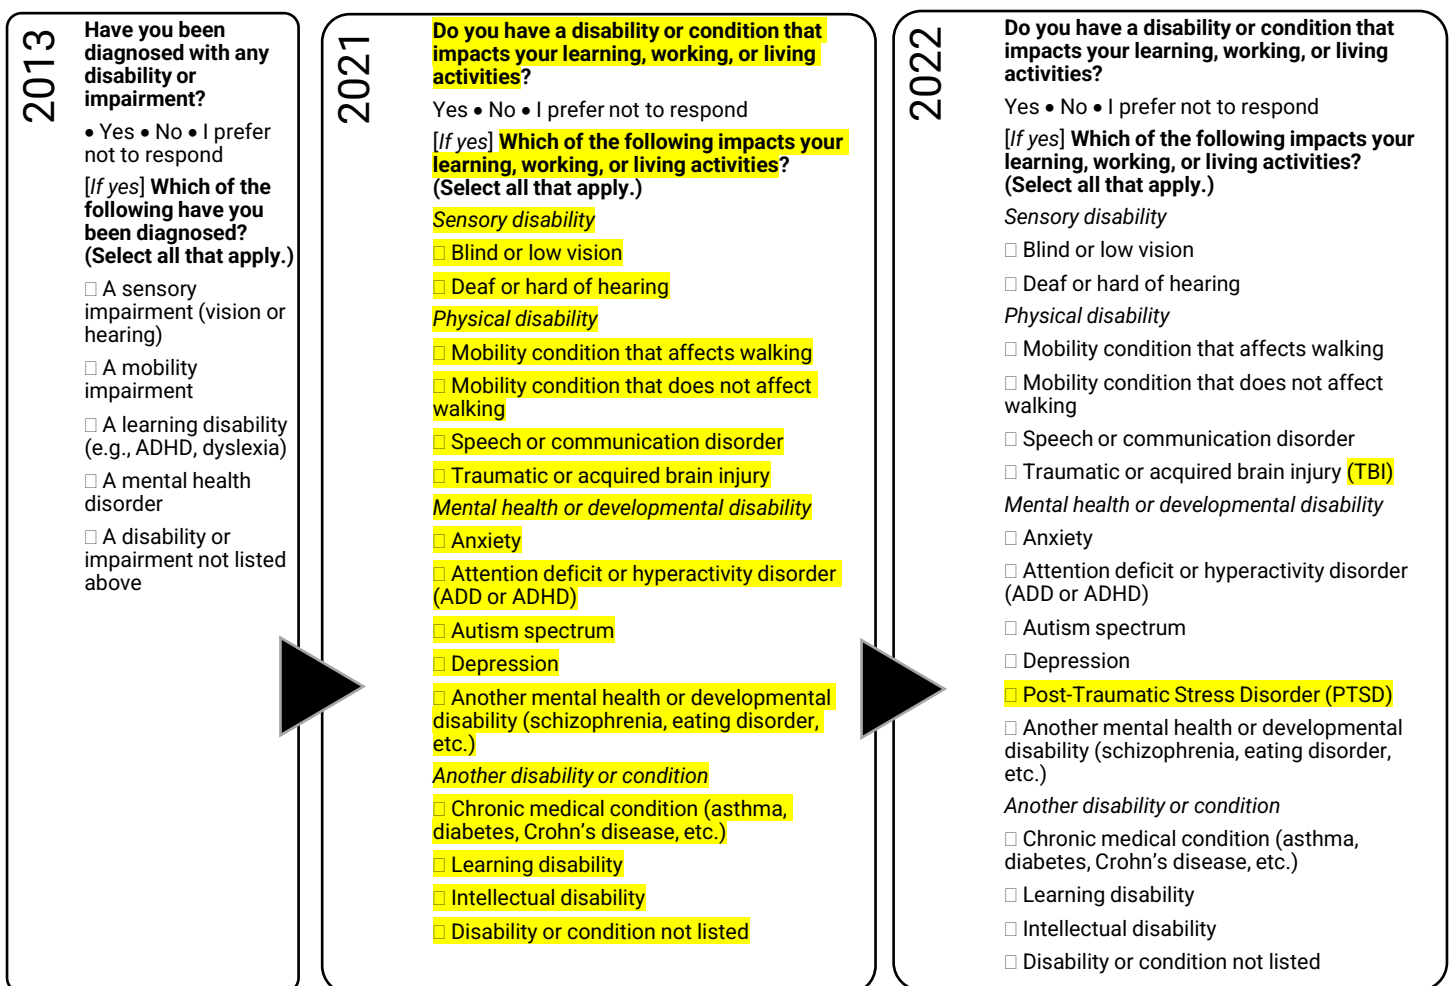 2013
Have you been
diagnosed with any
disability or
impairment?
• Yes • No • I prefer
not to respond
[If yes] Which of the
following have you
been diagnosed?
(Select all that apply.)
□ A sensory
impairment (vision or
hearing)
□ A mobility
impairment
□ A learning disability
(e.g., ADHD, dyslexia)
□ A mental health
disorder
□ A disability or
impairment not listed
above
2021
Do you have a disability or condition that
impacts your learning, working, or living
activities?
Yes • No • I prefer not to respond
[If yes] Which of the following impacts your
learning, working, or living activities?
(Select all that apply.)
Sensory disability
□ Blind or low vision
□ Deaf or hard of hearing
Physical disability
□ Mobility condition that affects walking
□ Mobility condition that does not affect
walking
□ Speech or communication disorder
□ Traumatic or acquired brain injury
Mental health or developmental disability
□ Anxiety
□ Attention deficit or hyperactivity disorder
(ADD or ADHD)
□ Autism spectrum
□ Depression
□ Another mental health or developmental
disability (schizophrenia, eating disorder,
etc.)
Another disability or condition
□ Chronic medical condition (asthma,
diabetes, Crohn’s disease, etc.)
□ Learning disability
□ Intellectual disability
□ Disability or condition not listed
2022
Do you have a disability or condition that
impacts your learning, working, or living
activities?
Yes • No • I prefer not to respond
[If yes] Which of the following impacts your
learning, working, or living activities?
(Select all that apply.)
Sensory disability
□ Blind or low vision
□ Deaf or hard of hearing
Physical disability
□ Mobility condition that affects walking
□ Mobility condition that does not affect
walking
□ Speech or communication disorder
□ Traumatic or acquired brain injury (TBI)
Mental health or developmental disability
□ Anxiety
□ Attention deficit or hyperactivity disorder
(ADD or ADHD)
□ Autism spectrum
□ Depression
□ Post-Traumatic Stress Disorder (PTSD)
□ Another mental health or developmental
disability (schizophrenia, eating disorder,
etc.)
Another disability or condition
□ Chronic medical condition (asthma,
diabetes, Crohn’s disease, etc.)
□ Learning disability
□ Intellectual disability
□ Disability or condition not listed